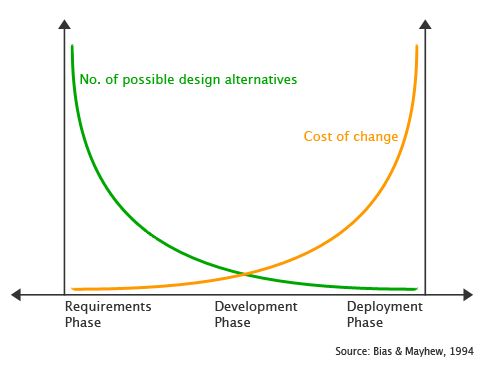 No. of possible design alternatives
Cost of change
Requirements
Phase
Development
Phase
Deployment
Phase
Source: Bias & Mayhew, 1994